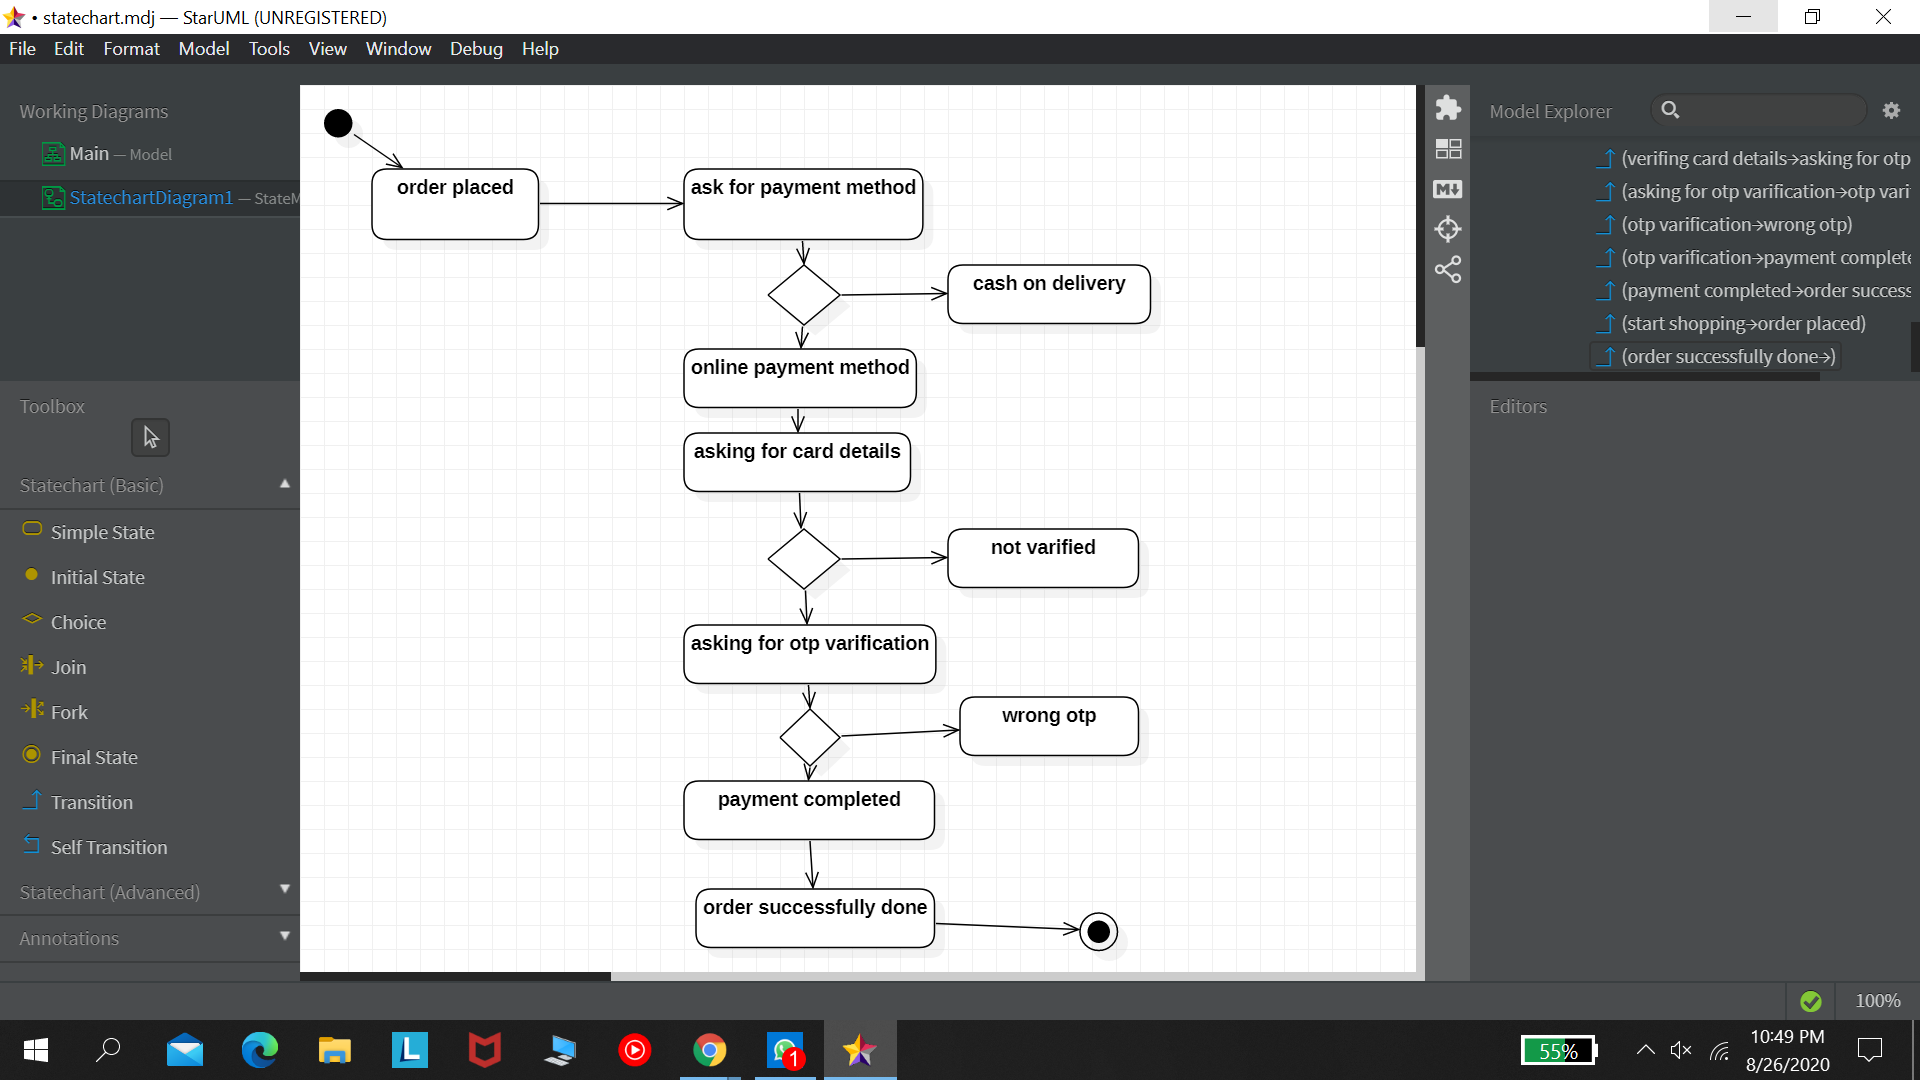 • statechart.mdj — StarUML (UNREGISTERED)
File Edit Format Model Tools View Window Debug Help
Working Diagrams
Main — Model
StatechartDiagram1 — StateM
Toolbox
Statechart (Basic)
Simple State
Initial State
Choice
Join
Fork
Final State
Transition
Self Transition
Statechart (Advanced)
Annotations
order placed
ask for payment method
cash on delivery
online payment method
asking for card details
not varified
asking for otp varification
wrong otp
payment completed
order successfully done
M
Model Explorer
(verifing card details→asking for otp
(asking for otp varification→otp vari
(otp varification→wrong otp)
(otp varification→payment complete
(payment completed→order success
(start shopping→order placed)
(order successfully done→)
Editors
100%
L
1
55%
10:49 PM
8/26/2020